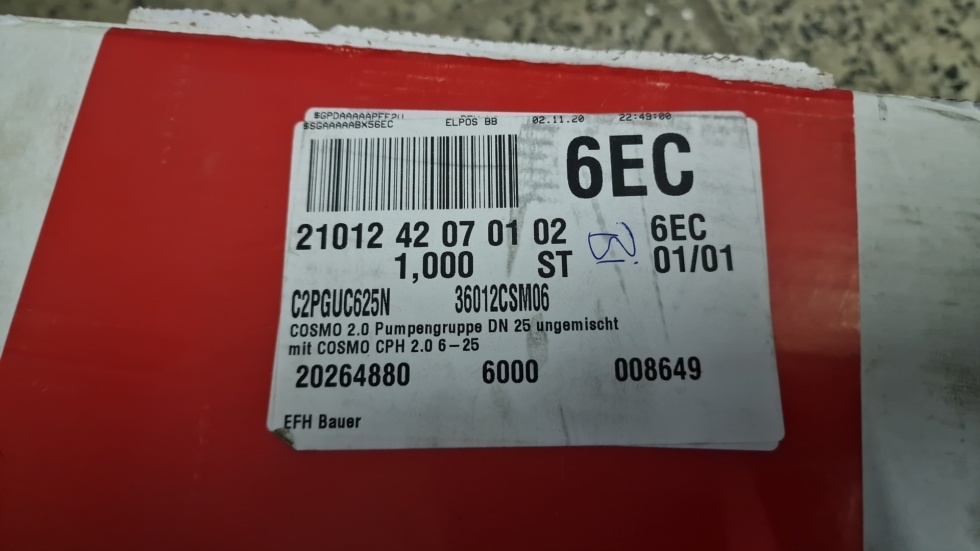 $SGAAAAABX56EC ELPOS BB 02.11.20 22:49:00
6EC
21012 42 07 01 02 6EC
1,000 ST 01/01
C2PGUC625N 36012CSM06
COSMO 2.0 Pumpengruppe DN 25 ungemischt
mit COSMO CPH 2.0 6-25
20264880 6000 008649
EFH Bauer